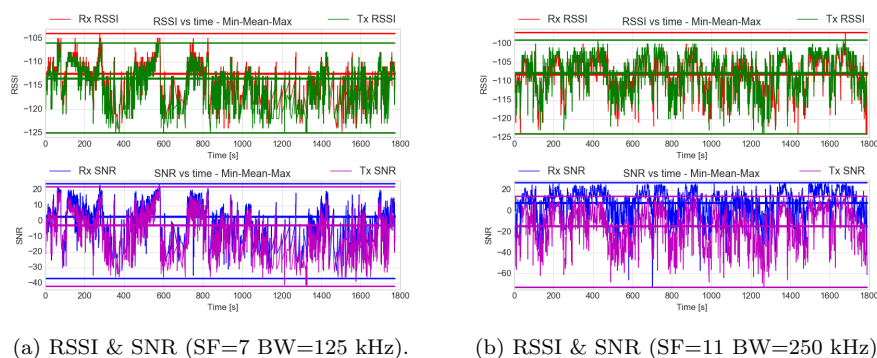 Rx RSSI
RSSI vs time - Min-Mean-Max
Tx RSSI
RSSI
−105
−110
−115
−120
−125
0 200 400 600 800 1000 1200 1400 1600 1800
Time [s]
Rx SNR
SNR vs time - Min-Mean-Max
Tx SNR
SNR
20
10
0
−10
−20
−30
−40
0 200 400 600 800 1000 1200 1400 1600 1800
Time [s]
(a) RSSI & SNR (SF=7 BW=125 kHz).
Rx RSSI
RSSI vs time - Min-Mean-Max
Tx RSSI
RSSI
−100
−105
−110
−115
−120
−125
0 200 400 600 800 1000 1200 1400 1600 1800
Time [s]
Rx SNR
SNR vs time - Min-Mean-Max
Tx SNR
SNR
20
0
−20
−40
−60
0 200 400 600 800 1000 1200 1400 1600 1800
Time [s]
(b) RSSI & SNR (SF=11 BW=250 kHz)